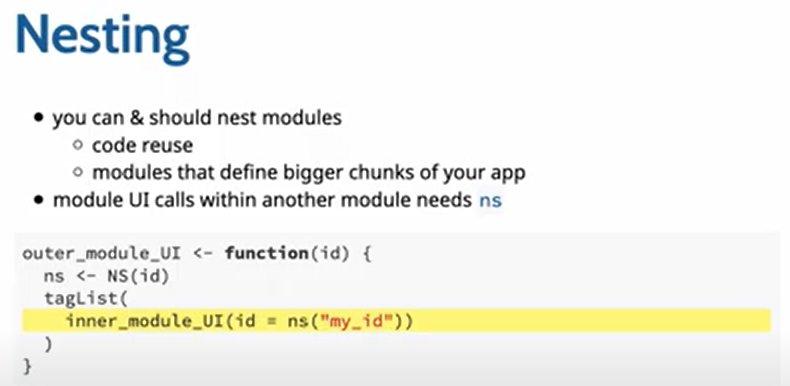 Nesting
• you can & should nest modules
◦ code reuse
◦ modules that define bigger chunks of your app
• module UI calls within another module needs ns
outer_module_UI <- function(id) {
  ns <- NS(id)
  tagList(
    inner_module_UI(id = ns("my_id"))
  )
}